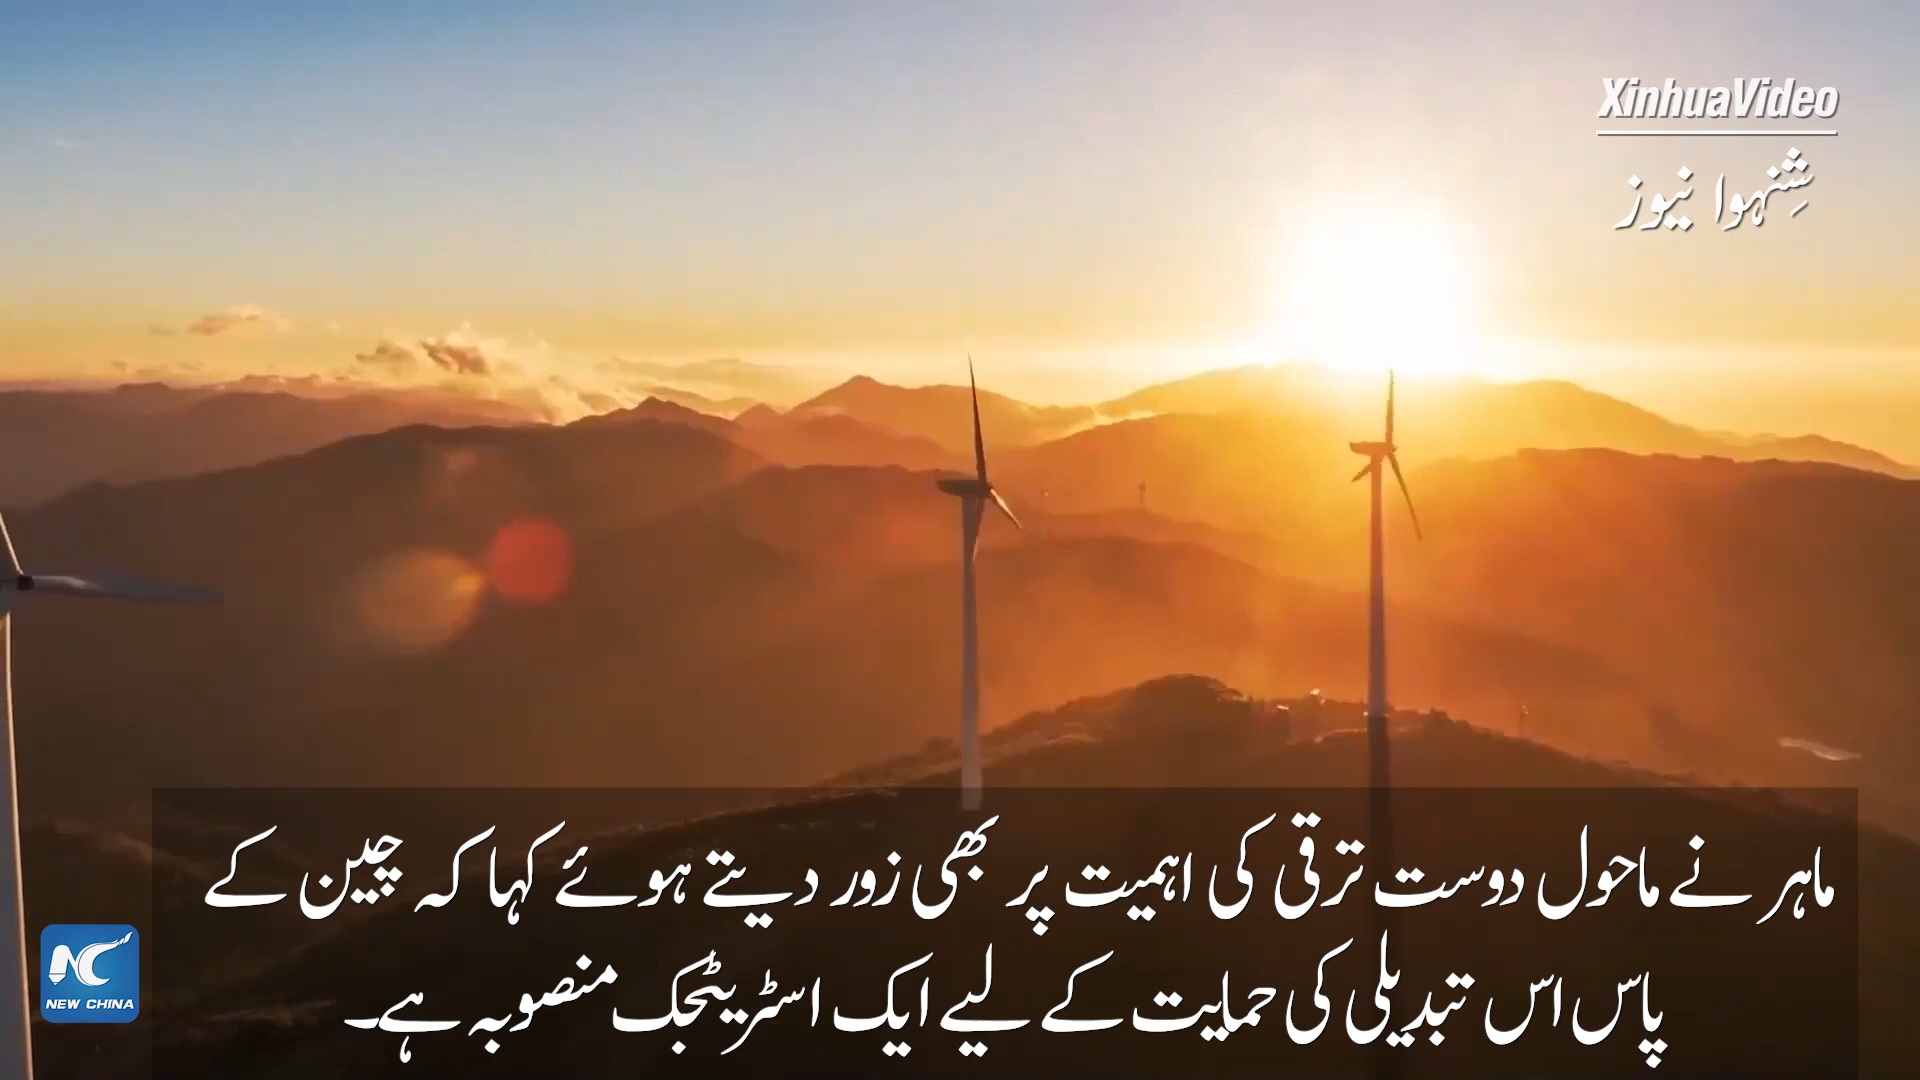 XinhuaVideo
شِنہوا نیوز
ماہر نے ماحول دوست ترقی کی اہمیت پر بھی زور دیتے ہوئے کہا کہ چین کے
پاس اس تبدیلی کی حمایت کے لیے ایک اسٹریٹجک منصوبہ ہے۔
NC
NEW CHINA